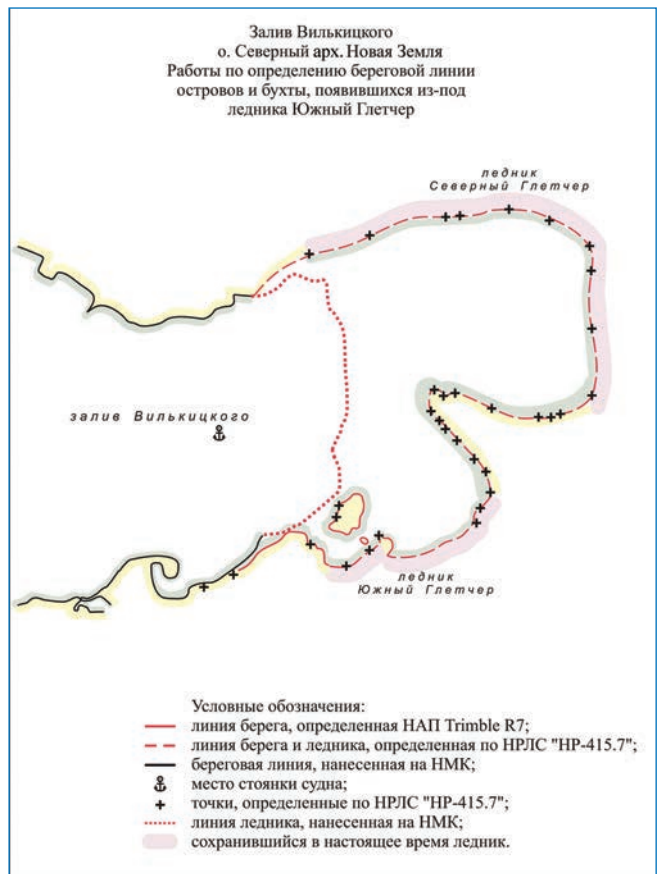 Залив Вилькицкого
о. Северный арх. Новая Земля
Работы по определению береговой линии
островов и бухты, появившихся из-под
ледника Южный Глетчер
ледник
Северный Глетчер
залив Вилькицкого
ледник
Южный Глетчер
Условные обозначения:
линия берега, определенная НАП Trimble R7;
линия берега и ледника, определенная по НРЛС "НР-415.7";
береговая линия, нанесенная на НМК;
место стоянки судна;
точки, определенные по НРЛС "НР-415.7";
линия ледника, нанесенная на НМК;
сохранившийся в настоящее время ледник.